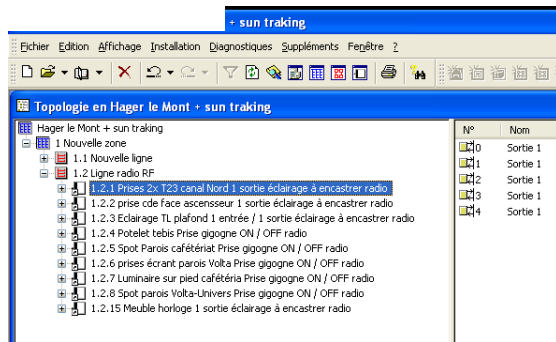 + sun traking
Fichier Edition Affichage Installation Diagnostiques Suppléments Fenêtre ?
Topologie en Hager le Mont + sun traking
Hager le Mont + sun traking
1 Nouvelle zone
1.1 Nouvelle ligne
1.2 Ligne radio RF
1.2.1 Prises 2x T23 canal Nord 1 sortie éclairage à encastrer radio
1.2.2 prise cde face ascensseur 1 sortie éclairage à encastrer radio
1.2.3 Eclairage TL plafond 1 entrée / 1 sortie éclairage à encastrer radio
1.2.4 Potelet tebis Prise gigogne ON / OFF radio
1.2.5 Spot Parois cafétériat Prise gigogne ON / OFF radio
1.2.6 prises écrant parois Volta Prise gigogne ON / OFF radio
1.2.7 Luminaire sur pied cafétéria Prise gigogne ON / OFF radio
1.2.8 Spot parois Volta-Univers Prise gigogne ON / OFF radio
1.2.15 Meuble horloge 1 sortie éclairage à encastrer radio
N° Nom
0 Sortie 1
1 Sortie 1
2 Sortie 1
3 Sortie 1
4 Sortie 1